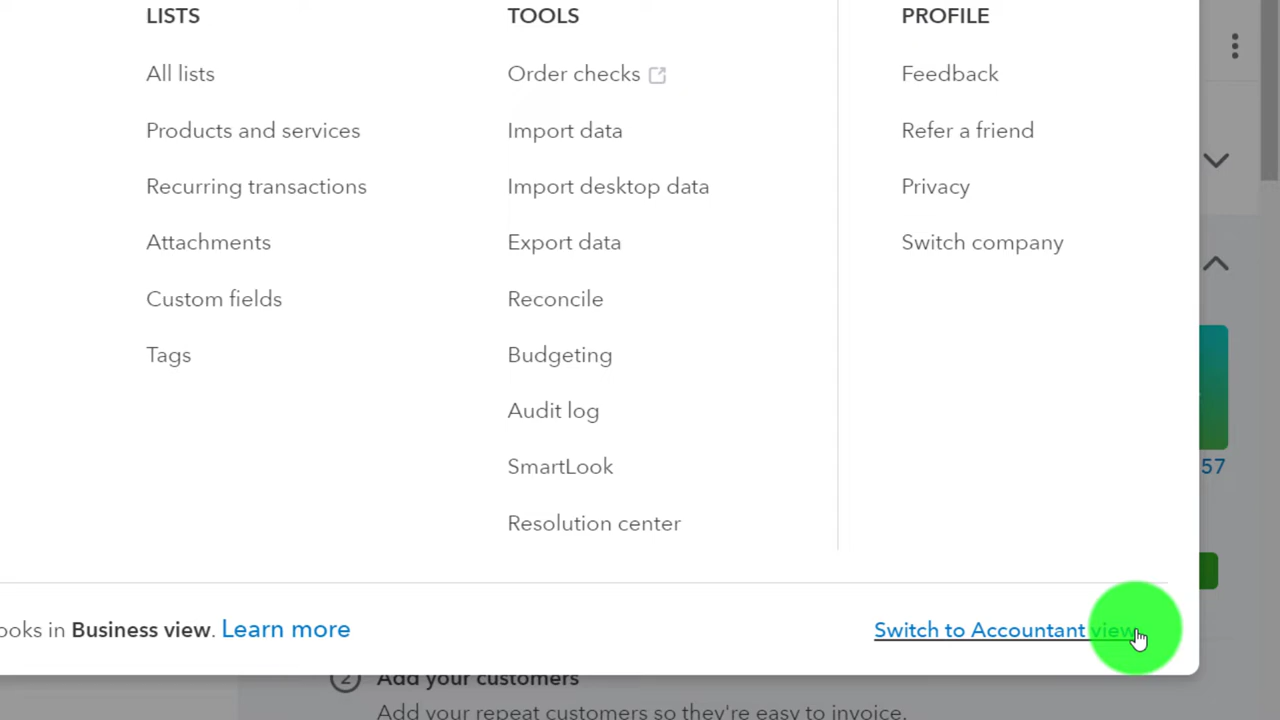 LISTS
All lists
Products and services
Recurring transactions
Attachments
Custom fields
Tags
TOOLS
Order checks
Import data
Import desktop data
Export data
Reconcile
Budgeting
Audit log
SmartLook
Resolution center
PROFILE
Feedback
Refer a friend
Privacy
Switch company
57
ooks in Business view. Learn more
Switch to Accountant view
2 Add your customers
Add your repeat customers so they're easy to invoice.